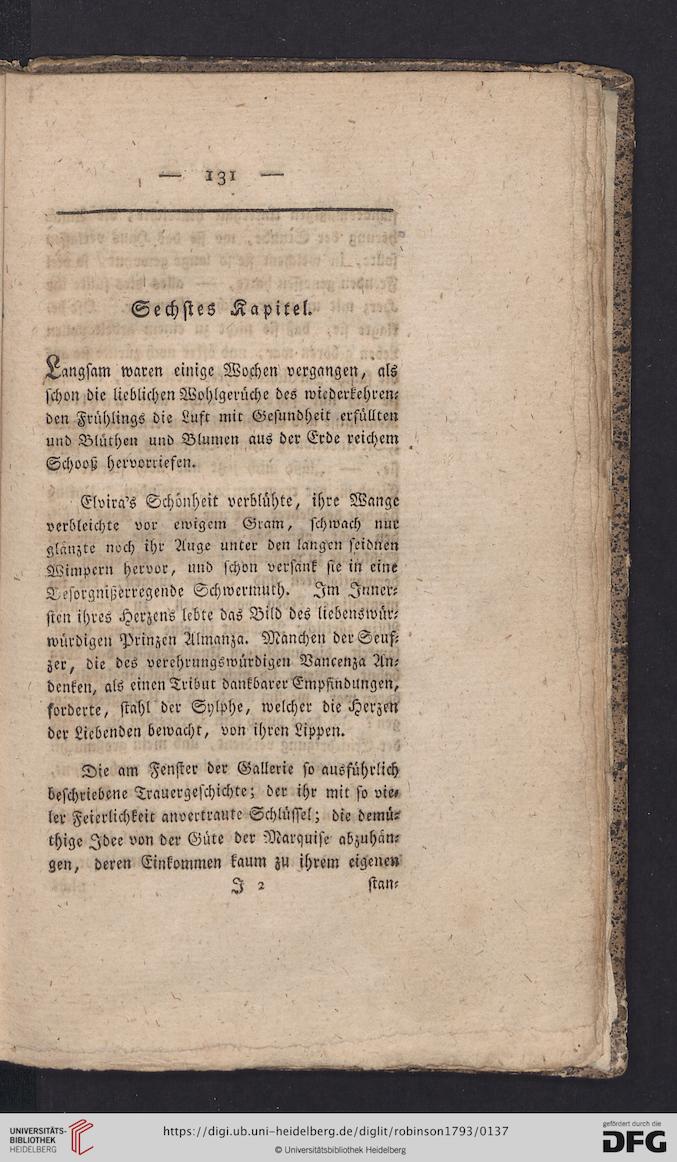 — 131 —
Sechstes Kapitel.
Langsam waren einige Wochen vergangen, als
schon die lieblichen Wohlgerüche des wiederkehren⸗
den Frühlings die Luft mit Gesundheit erfüllten
und Blüthen und Blumen aus der Erde reichem
Schooß hervorriefen.
Elvira's Schönheit verblühte, ihre Wange
verbleichte vor ewigem Gram, schwach nur
glänzte noch ihr Auge unter den langen seidnen
Wimpern hervor, und schon versank sie in eine
Besorgnißerregende Schwermuth. Im Inner⸗
sten ihres Herzens lebte das Bild des liebenswür⸗
würdigen Prinzen Almanza. Manchen der Seuf⸗
zer, die des verehrungswürdigen Vancenza An⸗
denken, als einen Tribut dankbarer Empfindungen,
forderte, stahl der Sylphe, welcher die Herzen
der Liebenden bewacht, von ihren Lippen.
Die am Fenster der Gallerie so ausführlich
beschriebene Trauergeschichte; der ihr mit so vie⸗
ler Feierlichkeit anvertraute Schlüssel; die demü⸗
thige Idee von der Güte der Marquise abzuhän⸗
gen, deren Einkommen kaum zu ihrem eigenen
J 2 stan⸗
UNIVERSITÄTS-
BIBLIOTHEK
HEIDELBERG
https://digi.ub.uni-heidelberg.de/diglit/robinson1793/0137
© Universitätsbibliothek Heidelberg
gefördert durch die
DFG